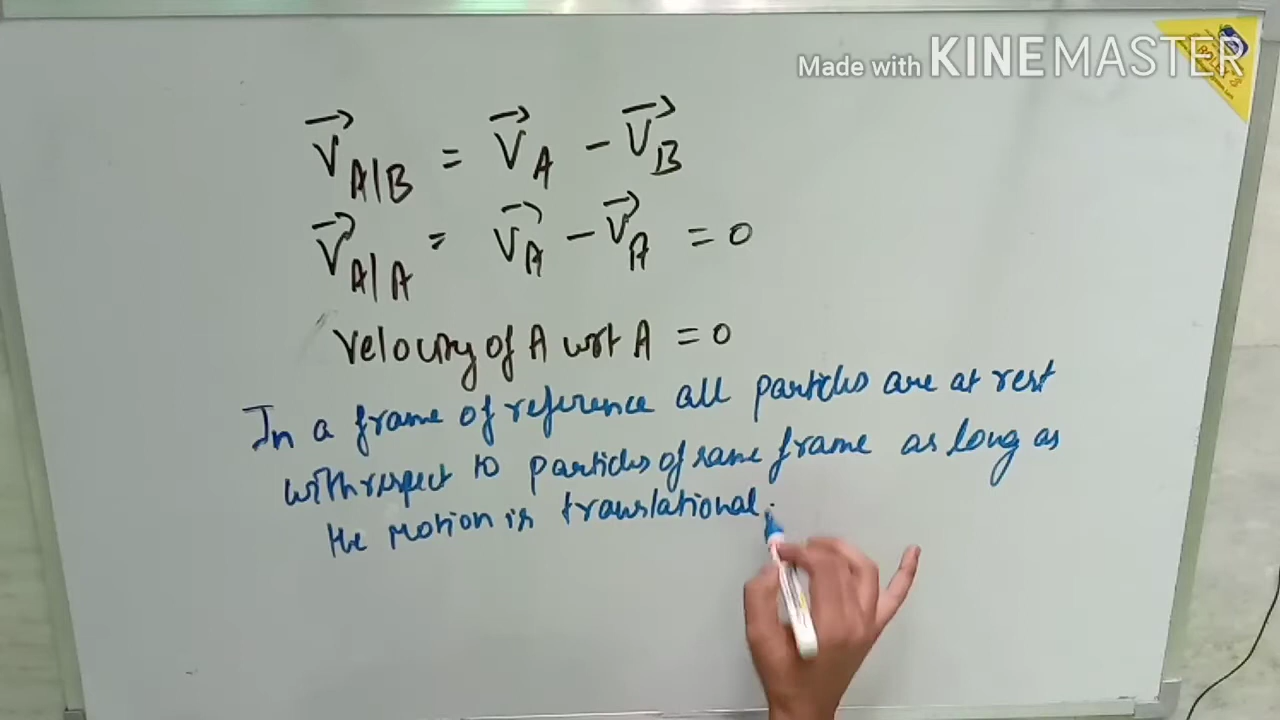 Made with KINEMASTER
V⃗A|B = V⃗A − V⃗B
V⃗A|A = V⃗A − V⃗A = 0
Velocity of A wrt A = 0
In a frame of reference all particles are at rest
with respect to particles of same frame as long as
the motion is translational.